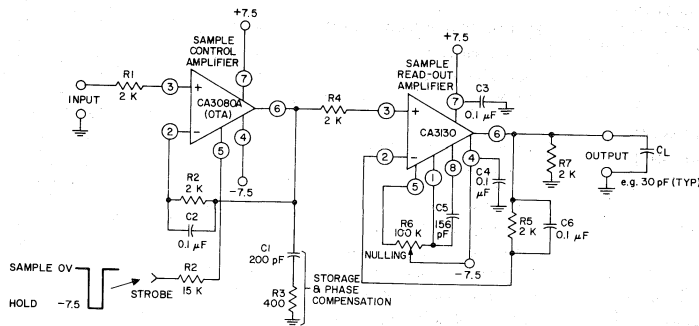 +7.5
SAMPLE
CONTROL
AMPLIFIER
7
R1
2 K
3
+
CA3080A
(OTA)
6
INPUT
2
−
5
4
−7.5
R2
2 K
C2
0.1 µF
SAMPLE 0V
HOLD −7.5
STROBE
R2
15 K
C1
200 pF
R3
400
STORAGE
& PHASE
COMPENSATION
R4
2 K
+7.5
SAMPLE
READ-OUT
AMPLIFIER
7
C3
0.1 µF
3
+
CA3130
6
2
−
5
1
8
4
C4
0.1
µF
C5
156
pF
R6
100 K
NULLING
−7.5
R7
2 K
OUTPUT
CL
e.g. 30 pF (TYP)
R5
2 K
C6
0.1
µF